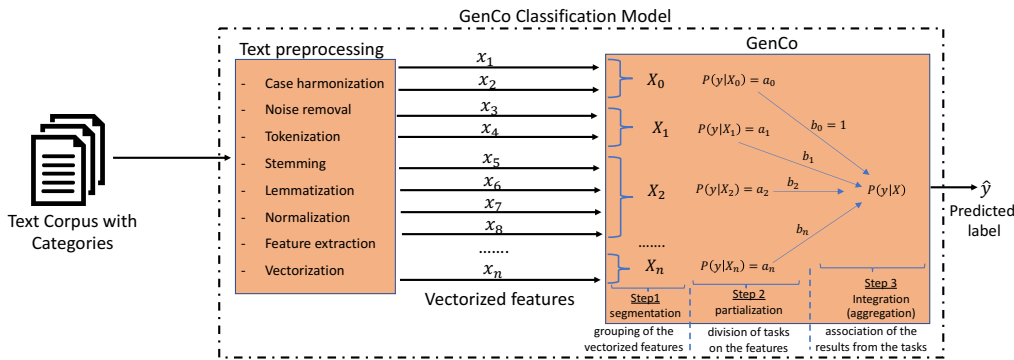 GenCo Classification Model
Text preprocessing
- Case harmonization
- Noise removal
- Tokenization
- Stemming
- Lemmatization
- Normalization
- Feature extraction
- Vectorization
Text Corpus with
Categories
x₁
x₂
x₃
x₄
x₅
x₆
x₇
x₈
.......
xₙ
Vectorized features
GenCo
X₀
X₁
X₂
.......
Xₙ
P(y|X₀) = a₀
P(y|X₁) = a₁
P(y|X₂) = a₂
P(y|Xₙ) = aₙ
b₀ = 1
b₁
b₂
bₙ
P(y|X)
ŷ
Predicted
label
Step1
segmentation
Step 2
partialization
Step 3
Integration
(aggregation)
grouping of the
vectorized features
division of tasks
on the features
association of the
results from the tasks